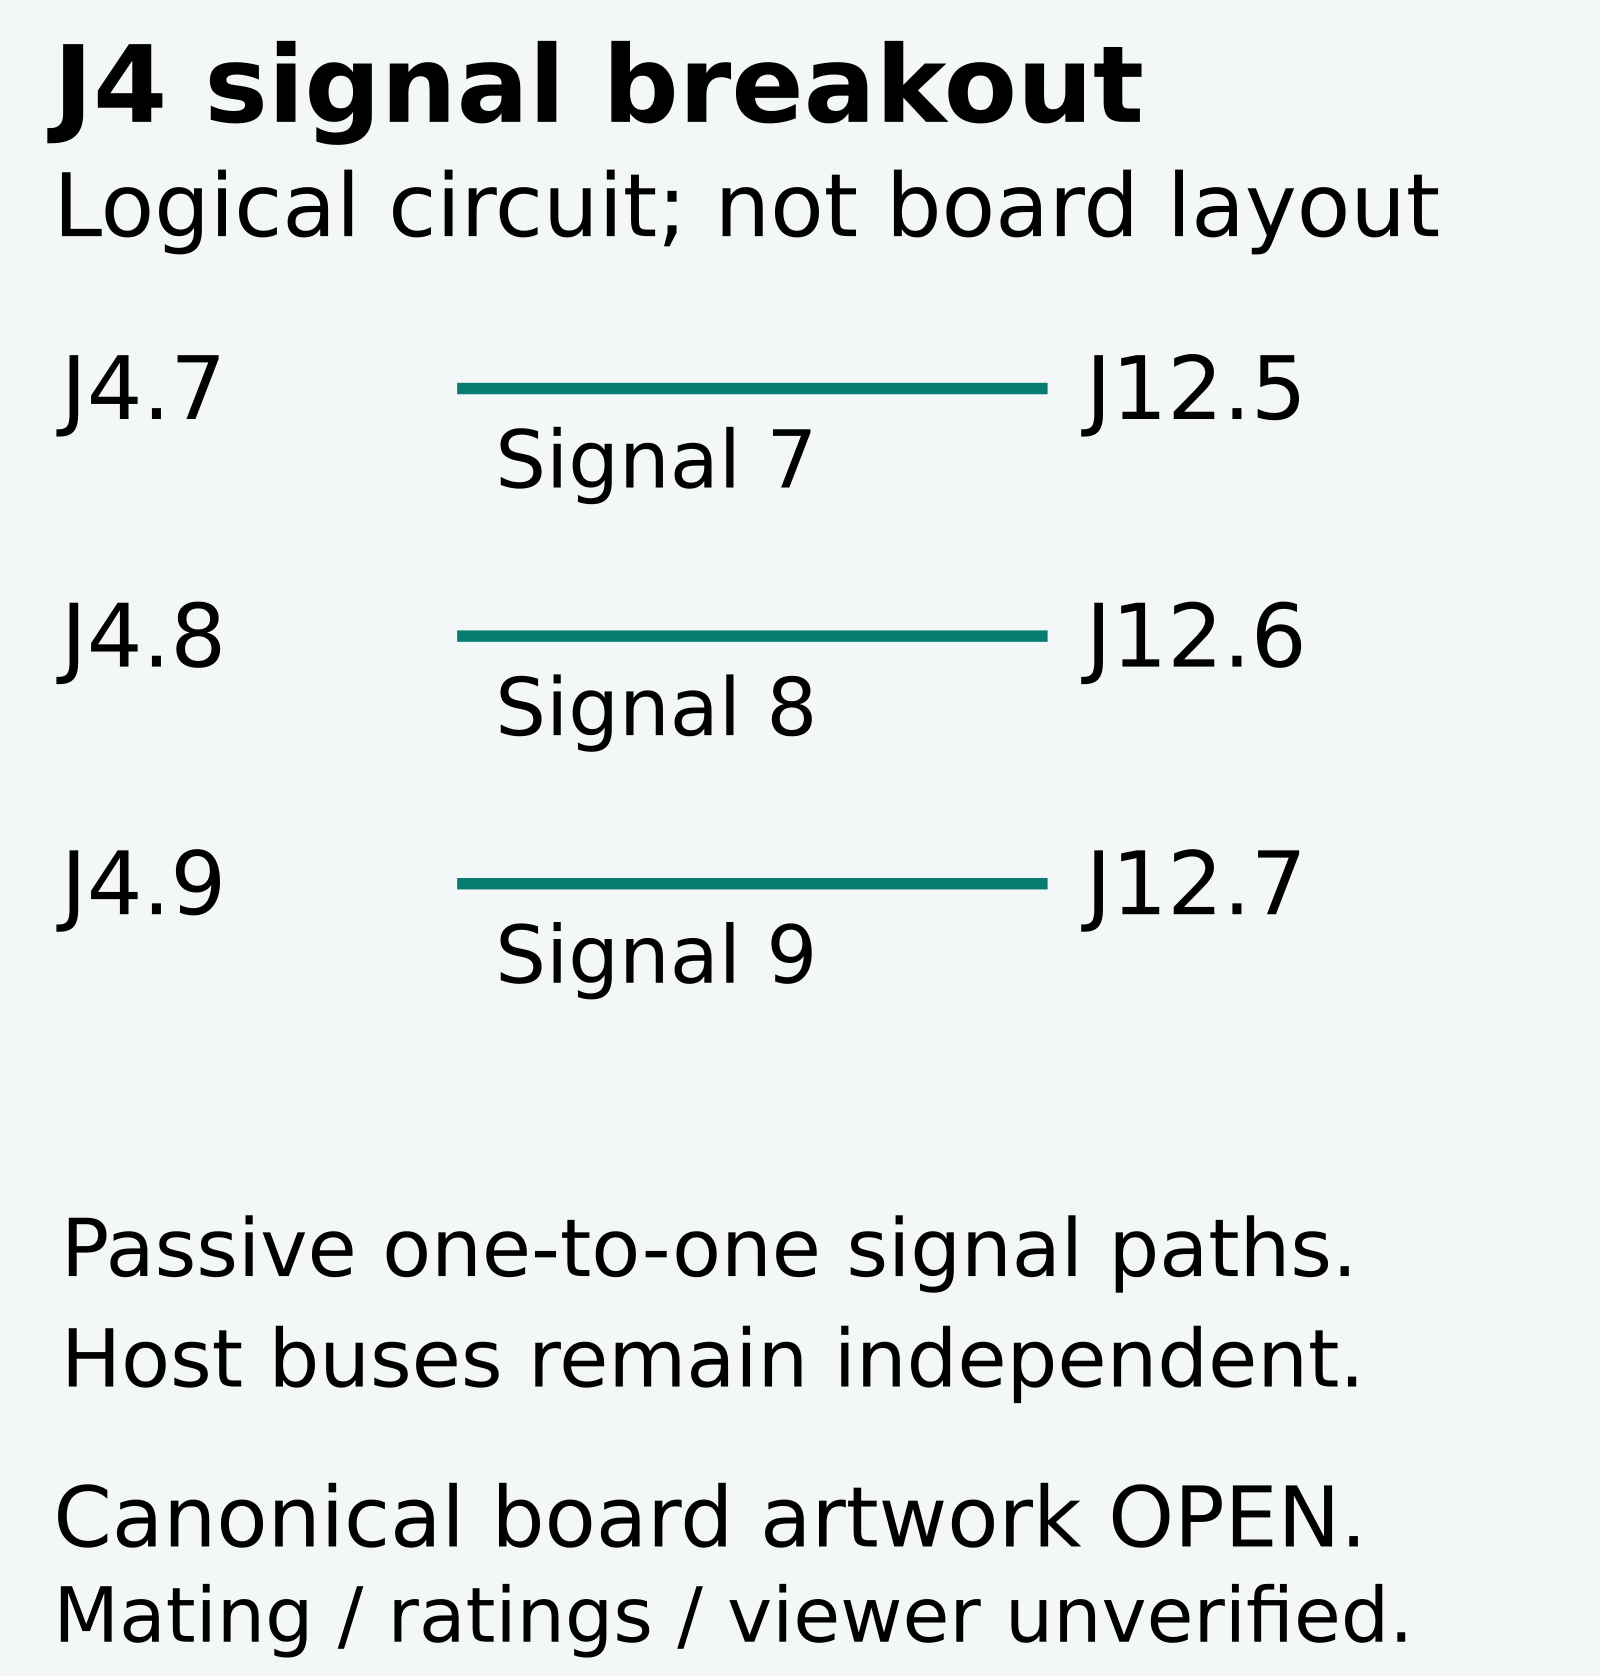 J4 signal breakout
Logical circuit; not board layout
J4.7 J12.5
Signal 7
J4.8 J12.6
Signal 8
J4.9 J12.7
Signal 9
Passive one-to-one signal paths.
Host buses remain independent.
Canonical board artwork OPEN.
Mating / ratings / viewer unverified.